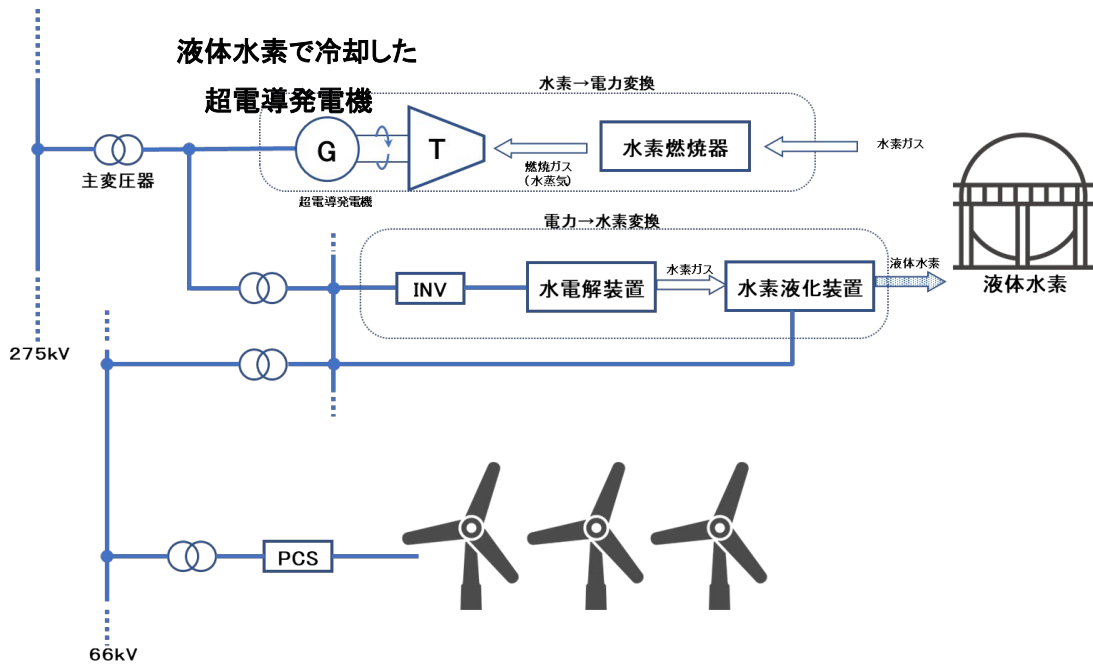 液体水素で冷却した
超電導発電機
水素→電力変換
G
T
水素燃焼器
水素ガス
燃焼ガス
(水蒸気)
主変圧器
超電導発電機
電力→水素変換
INV
水電解装置
水素ガス
水素液化装置
液体水素
液体水素
275kV
PCS
66kV